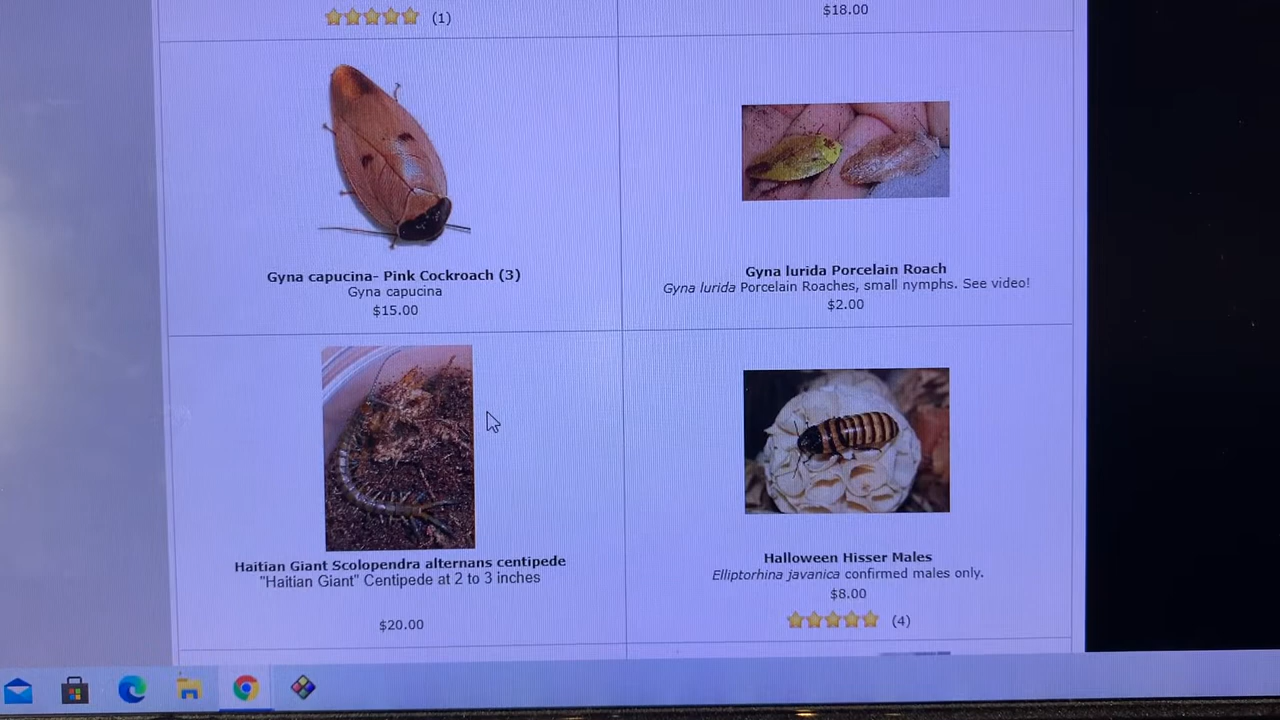 (1)
$18.00
Gyna capucina- Pink Cockroach (3)
Gyna capucina
$15.00
Gyna lurida Porcelain Roach
Gyna lurida Porcelain Roaches, small nymphs. See video!
$2.00
Haitian Giant Scolopendra alternans centipede
"Haitian Giant" Centipede at 2 to 3 inches
$20.00
Halloween Hisser Males
Elliptorhina javanica confirmed males only.
$8.00
(4)